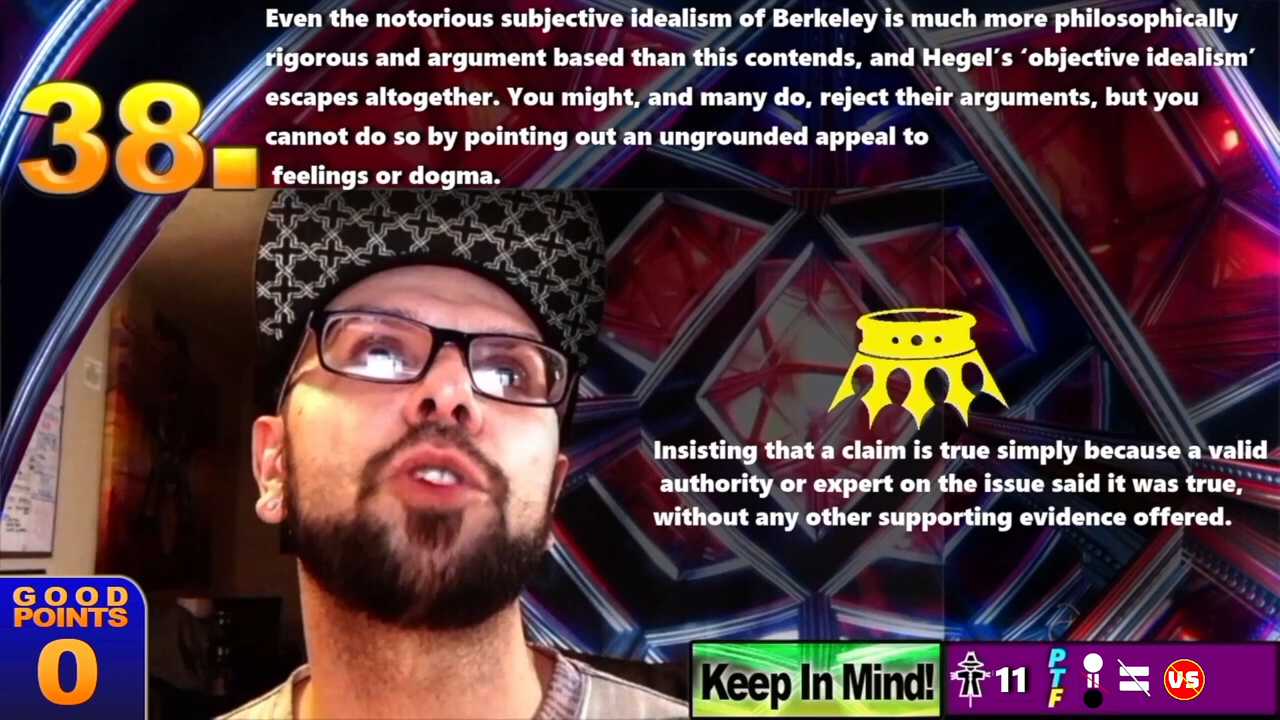 Even the notorious subjective idealism of Berkeley is much more philosophically
rigorous and argument based than this contends, and Hegel’s ‘objective idealism’
escapes altogether. You might, and many do, reject their arguments, but you
cannot do so by pointing out an ungrounded appeal to
feelings or dogma.
38.
Insisting that a claim is true simply because a valid
authority or expert on the issue said it was true,
without any other supporting evidence offered.
GOOD
POINTS
0
Keep In Mind!
11
PTF
VS